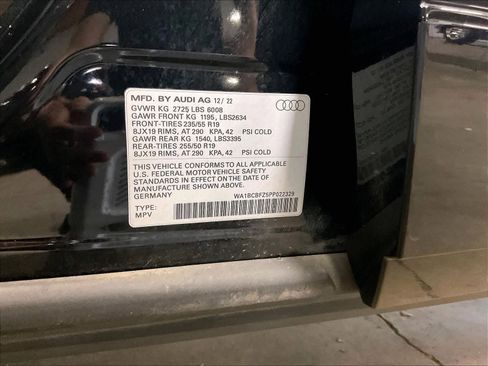 MFD. BY AUDI AG 12/ 22
GVWR KG 2725 LBS 6008
GAWR FRONT KG 1195, LBS2634
FRONT-TIRES 235/55 R19
8JX19 RIMS, AT 290 KPA, 42 PSI COLD
GAWR REAR KG 1540, LBS3395
REAR-TIRES 255/50 R19
8JX19 RIMS, AT 290 KPA, 42 PSI COLD
THIS VEHICLE CONFORMS TO ALL APPLICABLE
U.S. FEDERAL MOTOR VEHICLE SAFETY
STANDARDS IN EFFECT ON THE DATE OF
MANUFACTURE SHOWN ABOVE.
GERMANY
WA1BCBFZ5PP022329
TYPE:
MPV